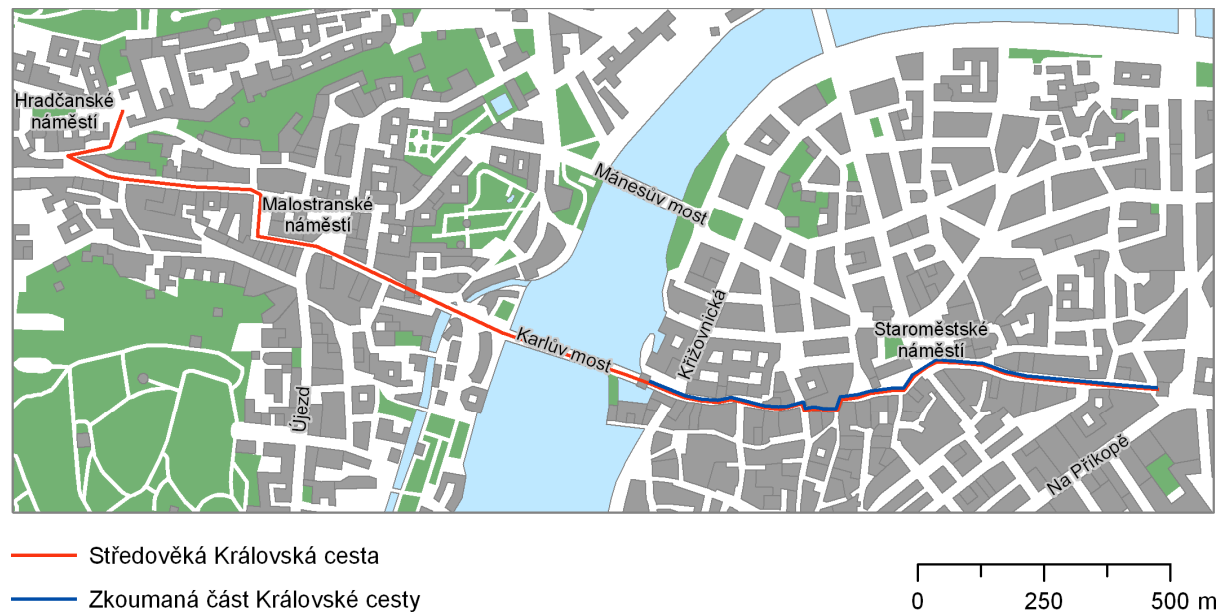 Hradčanské
náměstí
Malostranské
náměstí
Mánesův most
Karlův most
Křižovnická
Staroměstské
náměstí
Újezd
Na Příkopě
Středověká Královská cesta
Zkoumaná část Královské cesty
0 250 500 m